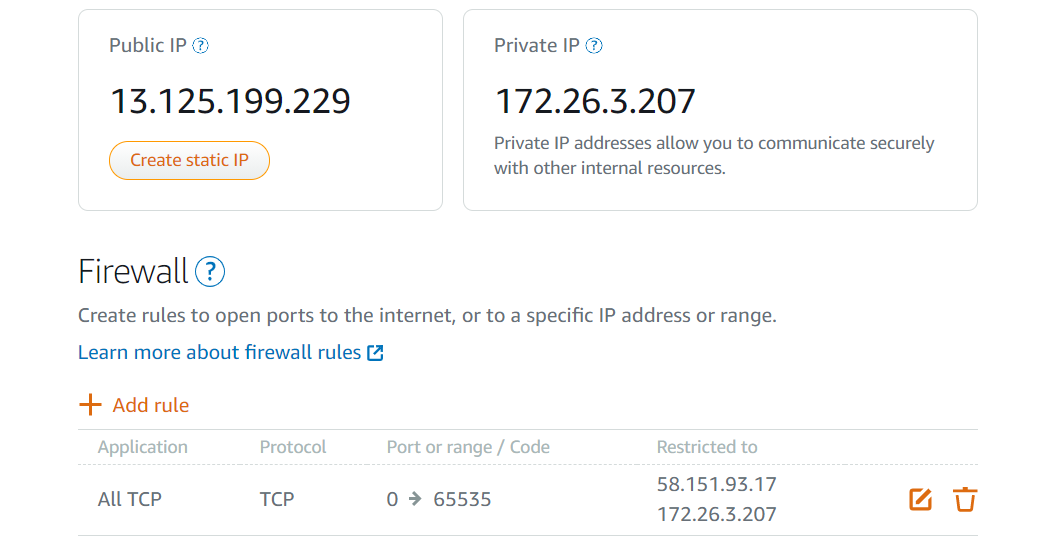 Public IP ?
13.125.199.229
Create static IP
Private IP ?
172.26.3.207
Private IP addresses allow you to communicate securely
with other internal resources.
Firewall ?
Create rules to open ports to the internet, or to a specific IP address or range.
Learn more about firewall rules
+ Add rule
Application Protocol Port or range / Code Restricted to
All TCP TCP 0 → 65535 58.151.93.17
172.26.3.207